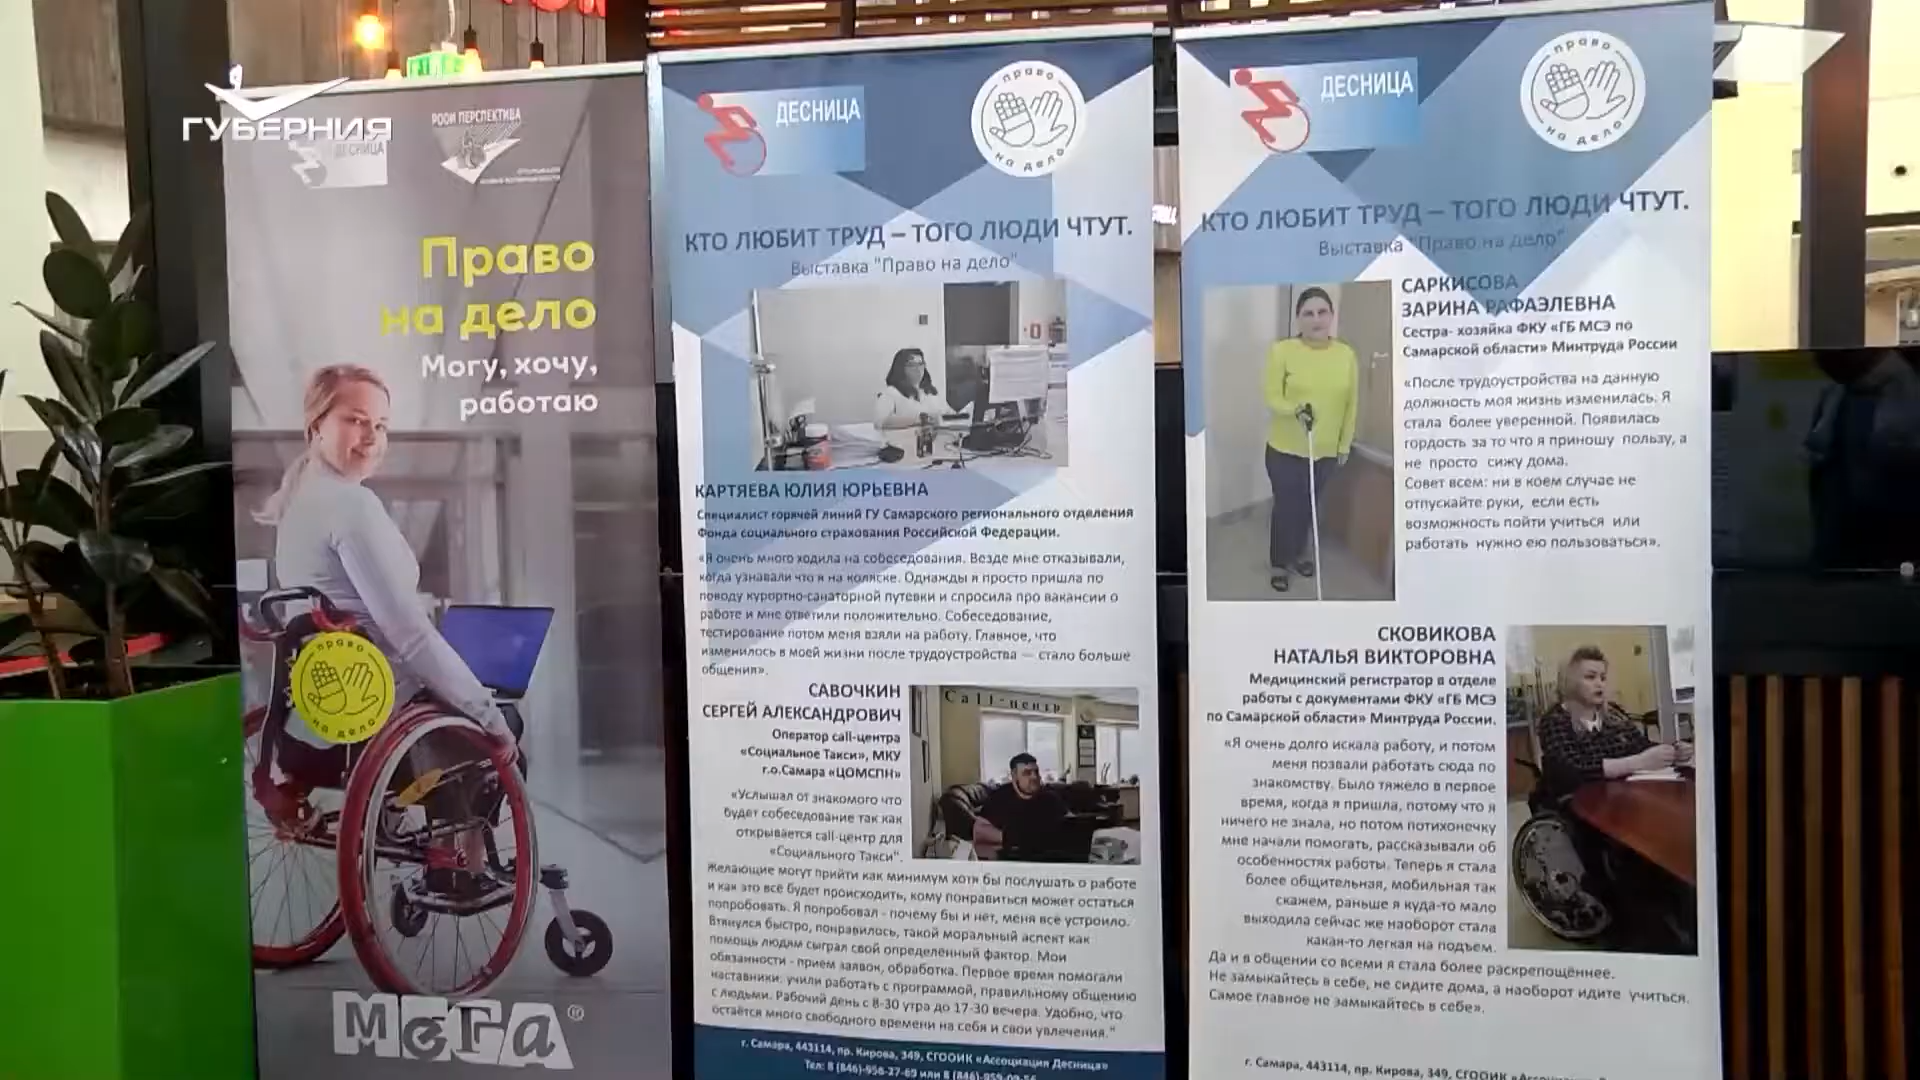 ГУБЕРНИЯ
ДЕСНИЦА
РООИ ПЕРСПЕКТИВА
Право
на дело
Могу, хочу,
работаю
право
на дело
МЕГА®
ДЕСНИЦА
право
на дело
КТО ЛЮБИТ ТРУД – ТОГО ЛЮДИ ЧТУТ.
Выставка "Право на дело"
КАРТЯЕВА ЮЛИЯ ЮРЬЕВНА
Специалист горячей линий ГУ Самарского регионального отделения
Фонда социального страхования Российской Федерации.
«Я очень много ходила на собеседования. Везде мне отказывали,
когда узнавали что я на коляске. Однажды я просто пришла по
поводу курортно-санаторной путевки и спросила про вакансии о
работе и мне ответили положительно. Собеседование,
тестирование потом меня взяли на работу. Главное, что
изменилось в моей жизни после трудоустройства — стало больше
общения».
САВОЧКИН
СЕРГЕЙ АЛЕКСАНДРОВИЧ
Оператор call-центра
«Социальное Такси», МКУ
г.о.Самара «ЦОМСПН»
Call-центр
«Услышал от знакомого что
будет собеседование так как
открывается call-центр для
«Социального Такси".
Желающие могут прийти как минимум хотя бы послушать о работе
и как это всё будет происходить, кому понравиться может остаться
попробовать. Я попробовал - почему бы и нет, меня всё устроило.
Втянулся быстро, понравилось, такой моральный аспект как
помощь людям сыграл свой определённый фактор. Мои
обязанности - прием заявок, обработка. Первое время помогали
наставники: учили работать с программой, правильному общению
с людьми. Рабочий день с 8-30 утра до 17-30 вечера. Удобно, что
остаётся много свободного времени на себя и свои увлечения."
г. Самара, 443114, пр. Кирова, 349, СГООИК «Ассоциация Десница»
Тел: 8 (846)-956-27-69 или 8 (846)-959-09-56
ДЕСНИЦА
право
на дело
КТО ЛЮБИТ ТРУД – ТОГО ЛЮДИ ЧТУТ.
Выставка "Право на дело"
САРКИСОВА
ЗАРИНА РАФАЭЛЕВНА
Сестра- хозяйка ФКУ «ГБ МСЭ по
Самарской области» Минтруда России
«После трудоустройства на данную
должность моя жизнь изменилась. Я
стала более уверенной. Появилась
гордость за то что я приношу пользу, а
не просто сижу дома.
Совет всем: ни в коем случае не
отпускайте руки, если есть
возможность пойти учиться или
работать нужно ею пользоваться».
СКОВИКОВА
НАТАЛЬЯ ВИКТОРОВНА
Медицинский регистратор в отделе
работы с документами ФКУ «ГБ МСЭ
по Самарской области» Минтруда России.
«Я очень долго искала работу, и потом
меня позвали работать сюда по
знакомству. Было тяжело в первое
время, когда я пришла, потому что я
ничего не знала, но потом потихонечку
мне начали помогать, рассказывали об
особенностях работы. Теперь я стала
более общительная, мобильная так
скажем, раньше я куда-то мало
выходила сейчас же наоборот стала
какая-то легкая на подъем.
Да и в общении со всеми я стала более раскрепощённее.
Не замыкайтесь в себе, не сидите дома, а наоборот идите учиться.
Самое главное не замыкайтесь в себе».
г. Самара, 443114, пр. Кирова, 349, СГООИК